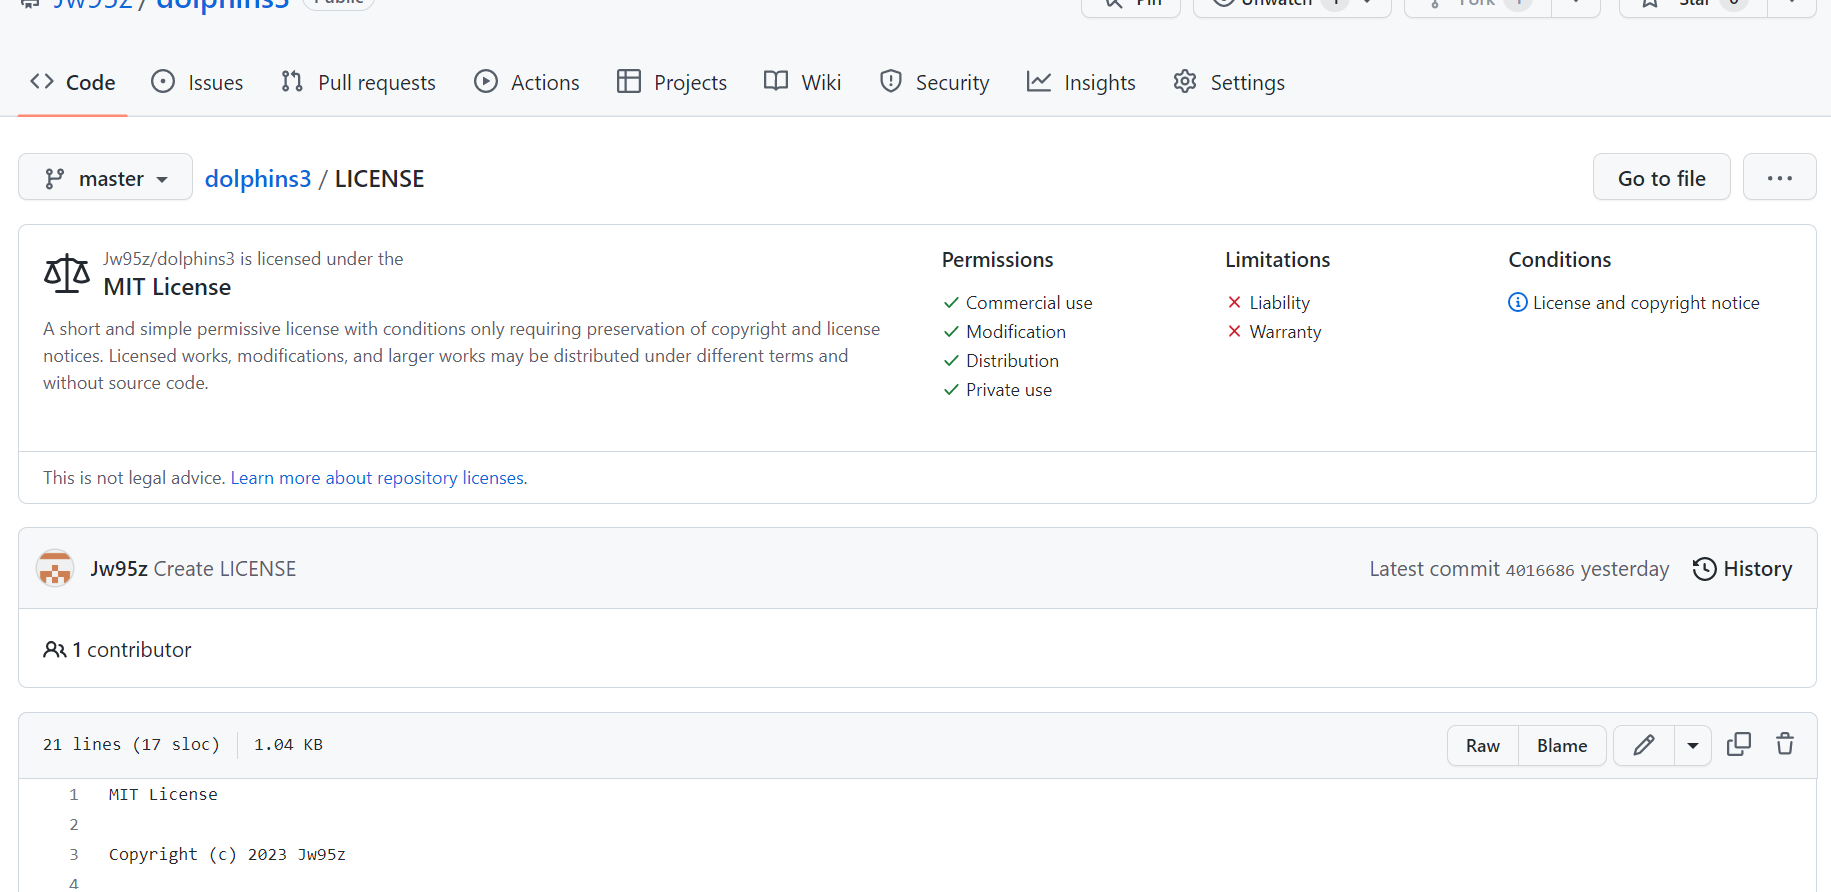 Jw95z / dolphins3 Public
Pin Unwatch 1 Fork 1 Star 0
Code Issues Pull requests Actions Projects Wiki Security Insights Settings
master dolphins3 / LICENSE Go to file
Jw95z/dolphins3 is licensed under the
MIT License
A short and simple permissive license with conditions only requiring preservation of copyright and license
notices. Licensed works, modifications, and larger works may be distributed under different terms and
without source code.
Permissions
Commercial use
Modification
Distribution
Private use
Limitations
Liability
Warranty
Conditions
License and copyright notice
This is not legal advice. Learn more about repository licenses.
Jw95z Create LICENSE Latest commit 4016686 yesterday History
1 contributor
21 lines (17 sloc) 1.04 KB Raw Blame
1 MIT License
2
3 Copyright (c) 2023 Jw95z
4